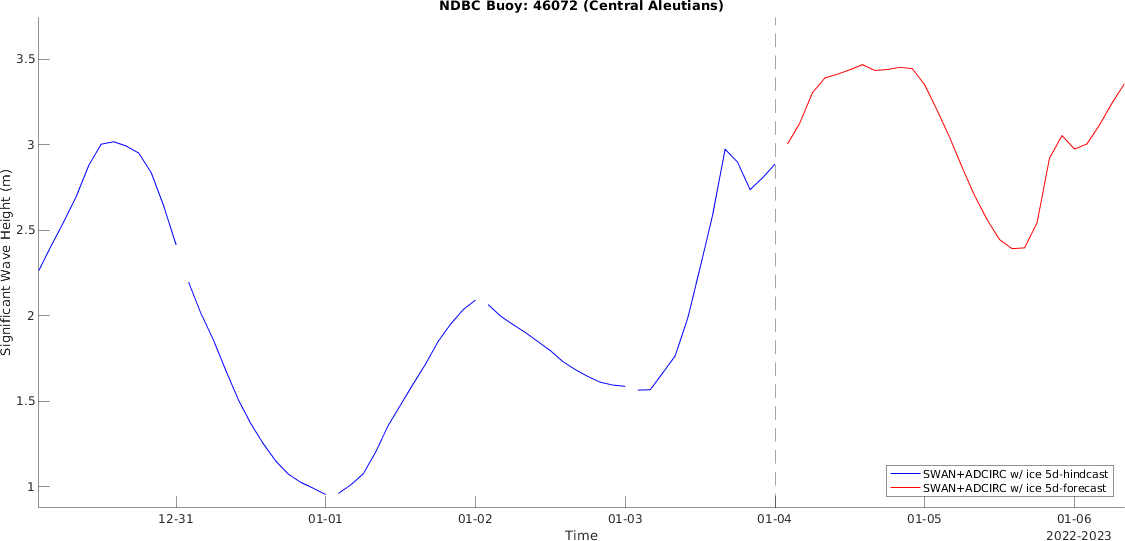 NDBC Buoy: 46072 (Central Aleutians)
3.5
3
2.5
2
1.5
1
Significant Wave Height (m)
SWAN+ADCIRC w/ ice 5d-hindcast
SWAN+ADCIRC w/ ice 5d-forecast
12-31 01-01 01-02 01-03 01-04 01-05 01-06
Time
2022-2023